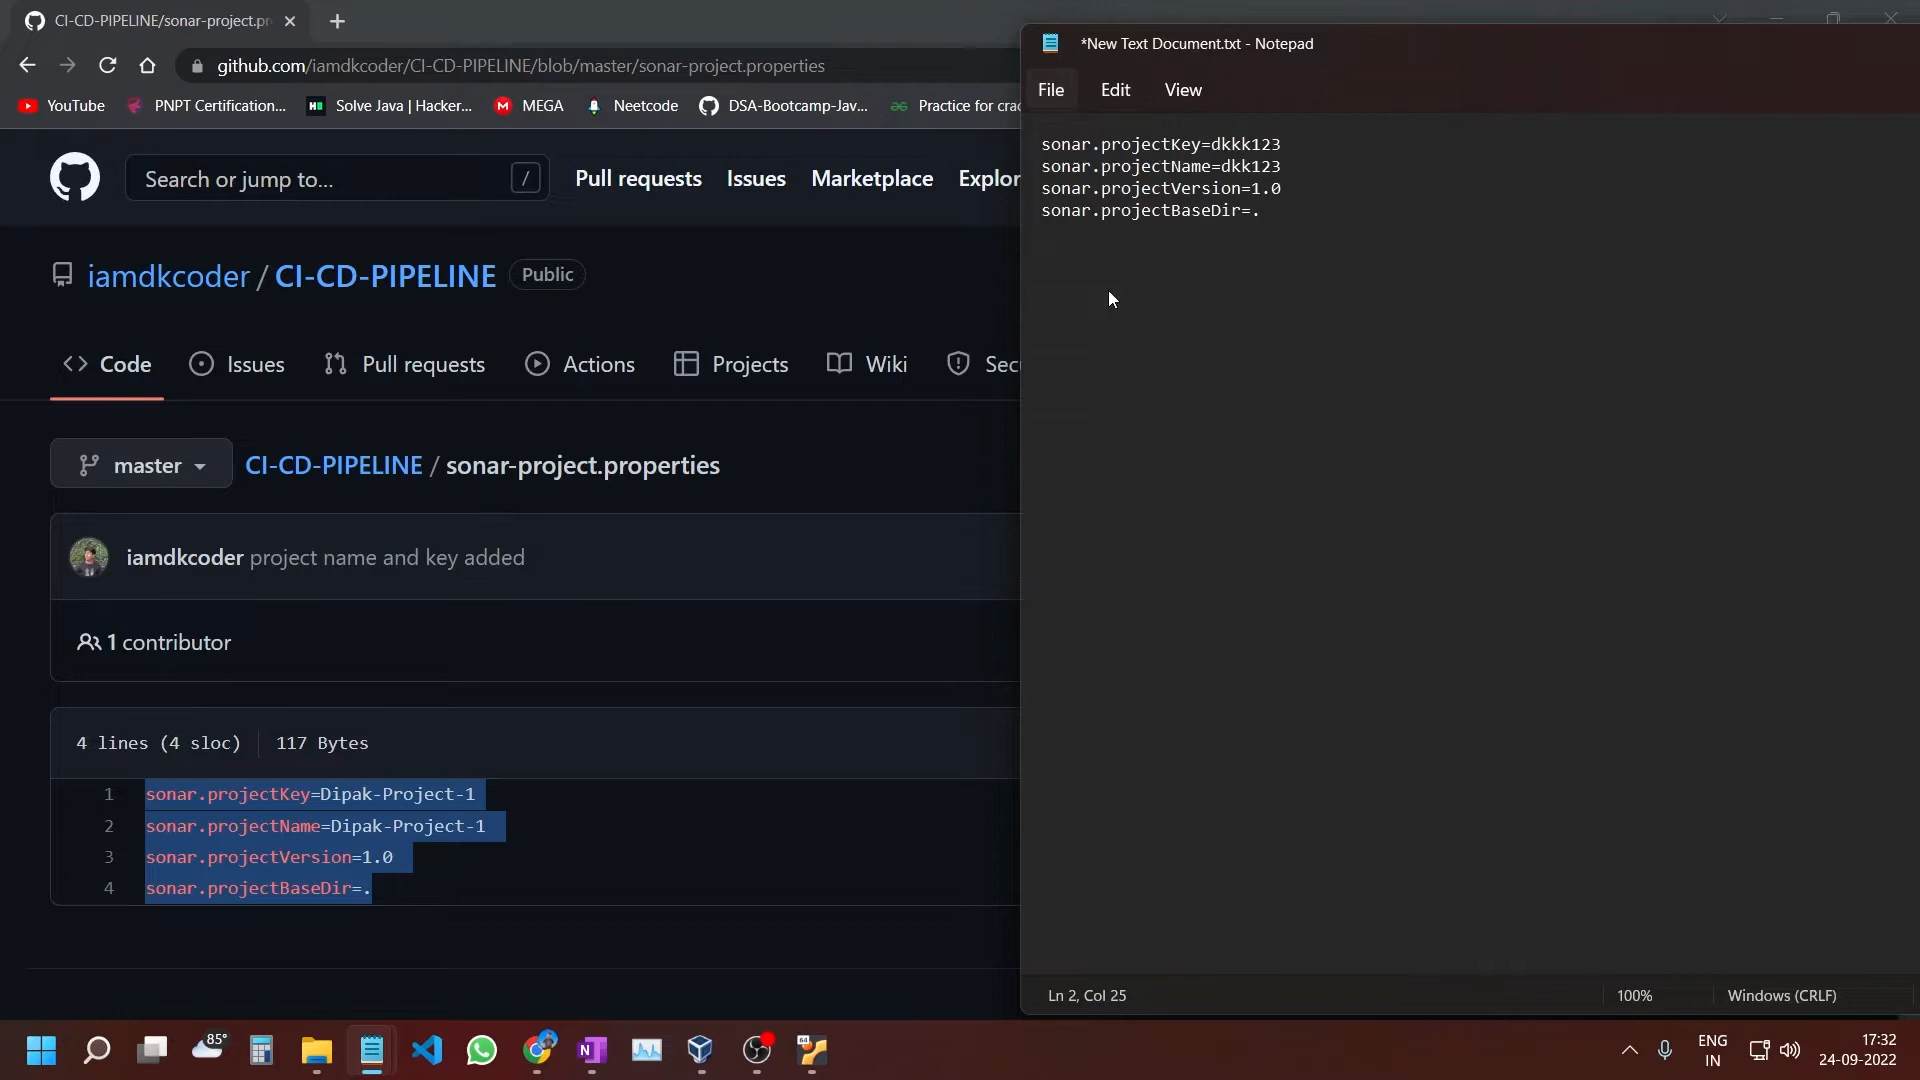 CI-CD-PIPELINE/sonar-project.pr
*New Text Document.txt - Notepad
github.com/iamdkcoder/CI-CD-PIPELINE/blob/master/sonar-project.properties
File Edit View
YouTube PNPT Certification... Solve Java | Hacker... MEGA Neetcode DSA-Bootcamp-Jav... Practice for crac
sonar.projectKey=dkkk123
sonar.projectName=dkk123
sonar.projectVersion=1.0
sonar.projectBaseDir=.
Search or jump to... / Pull requests Issues Marketplace Explor
iamdkcoder / CI-CD-PIPELINE Public
Code Issues Pull requests Actions Projects Wiki Sec
master CI-CD-PIPELINE / sonar-project.properties
iamdkcoder project name and key added
1 contributor
4 lines (4 sloc) 117 Bytes
1 sonar.projectKey=Dipak-Project-1
2 sonar.projectName=Dipak-Project-1
3 sonar.projectVersion=1.0
4 sonar.projectBaseDir=.
Ln 2, Col 25 100% Windows (CRLF)
85° 64 ENG 17:32
IN 24-09-2022